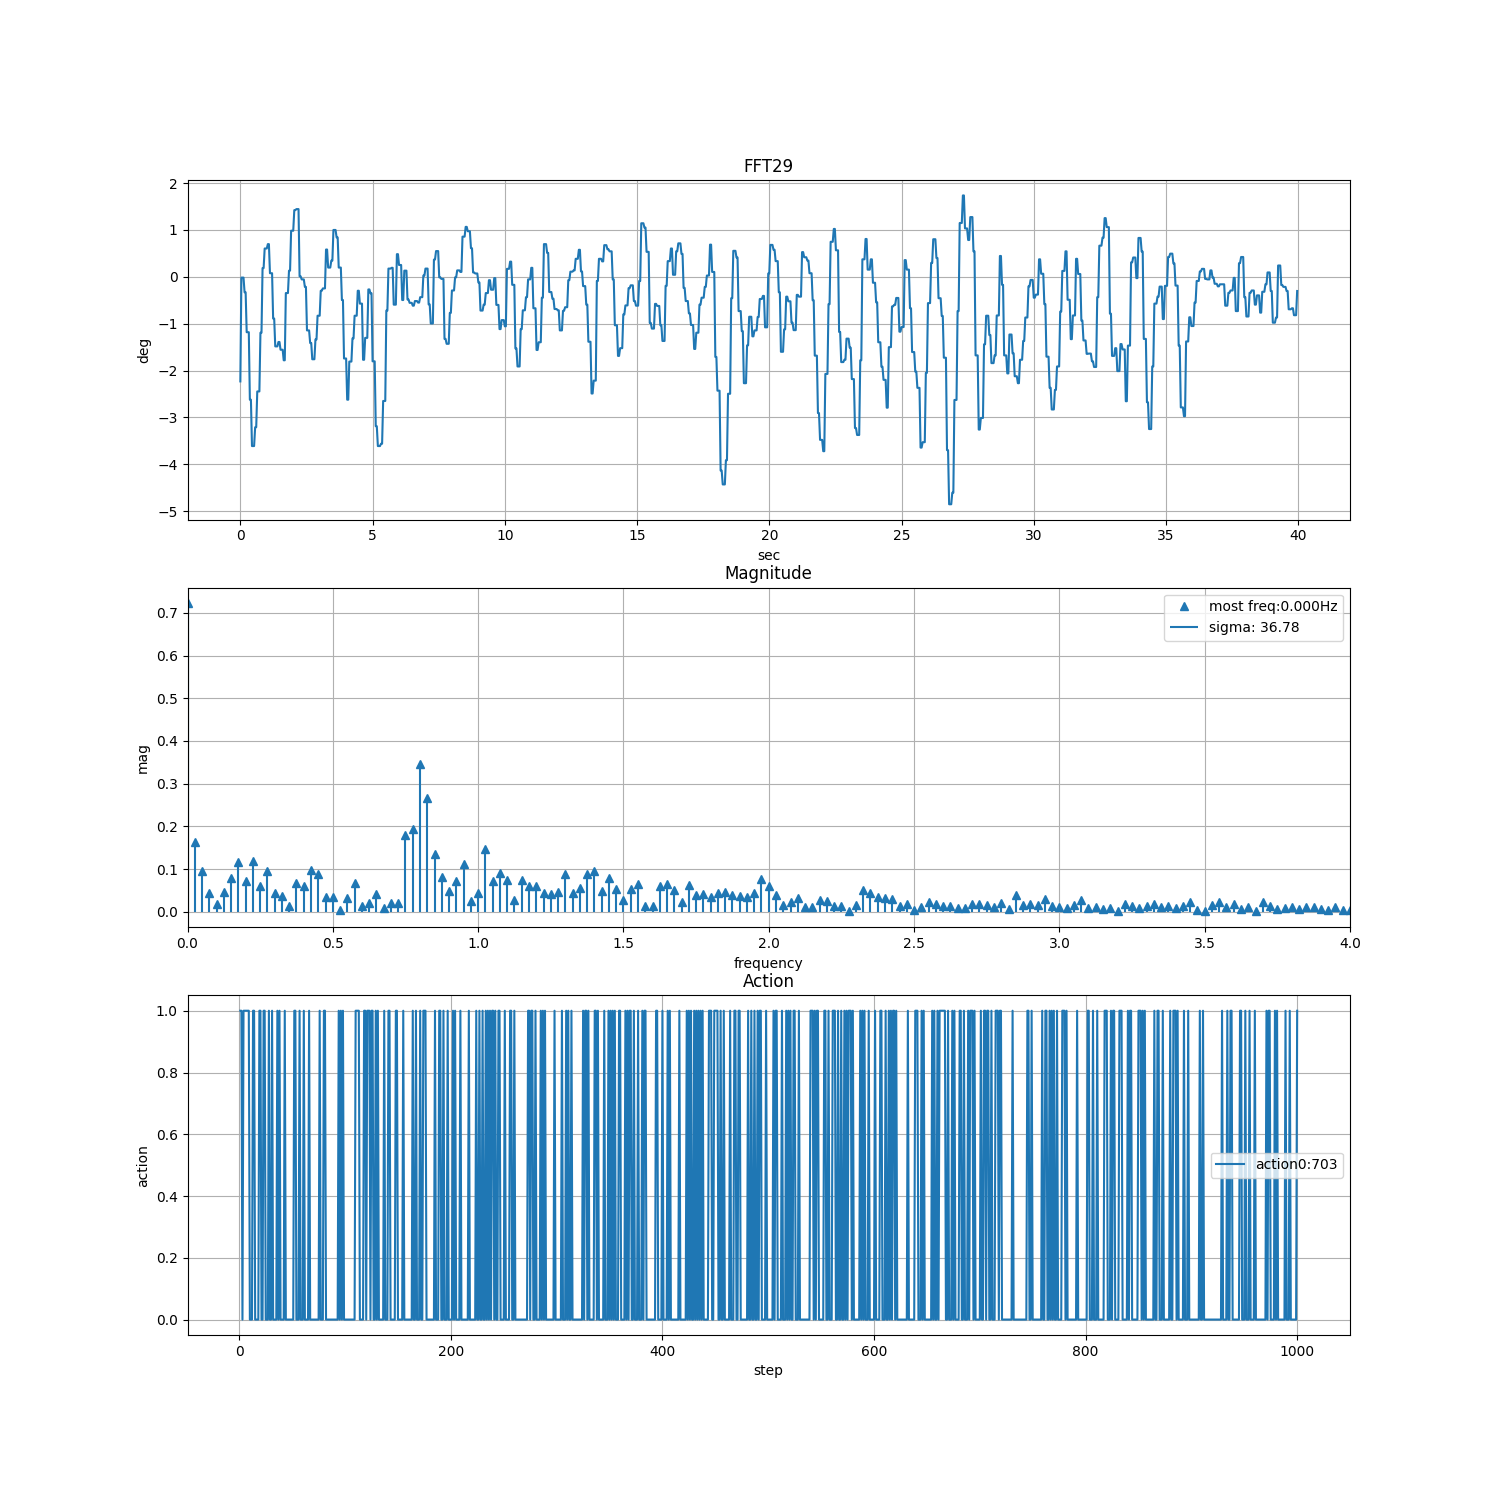 FFT29
2
1
0
−1
−2
−3
−4
−5
deg
0 5 10 15 20 25 30 35 40
sec
Magnitude
0.7
0.6
0.5
0.4
0.3
0.2
0.1
0.0
mag
most freq:0.000Hz
sigma: 36.78
0.0 0.5 1.0 1.5 2.0 2.5 3.0 3.5 4.0
frequency
Action
1.0
0.8
0.6
0.4
0.2
0.0
action
action0:703
0 200 400 600 800 1000
step